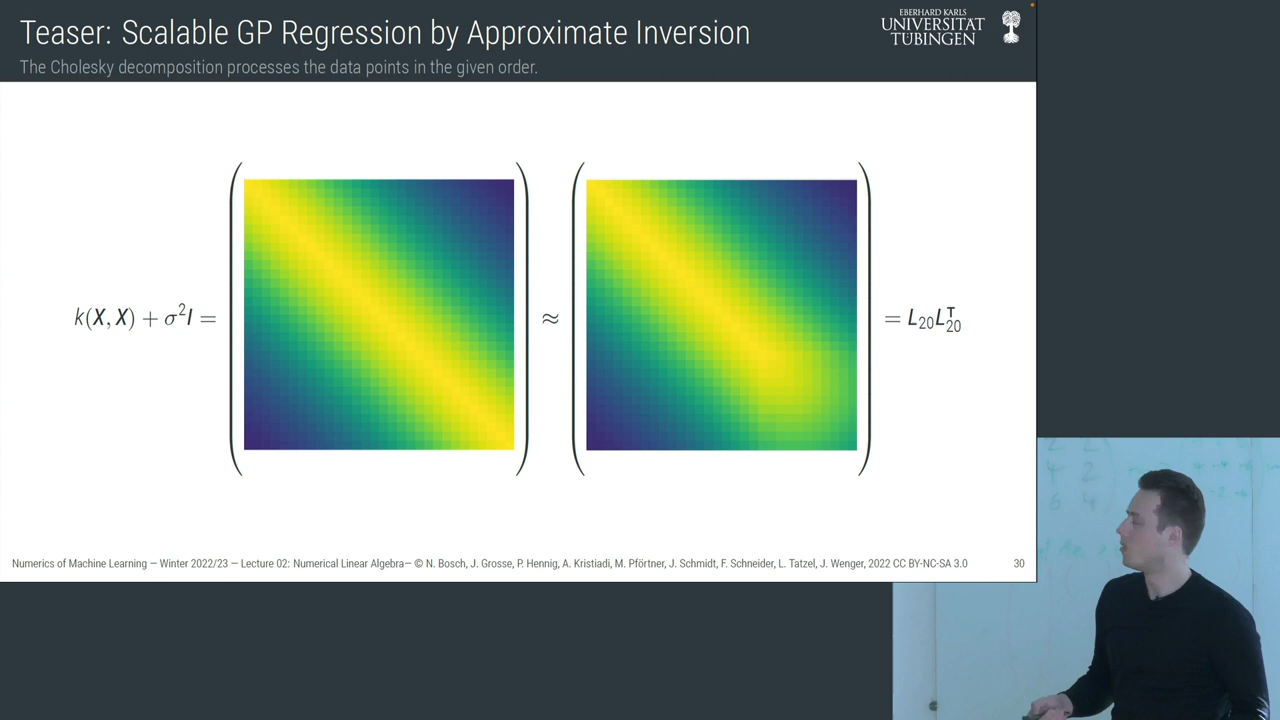 Teaser: Scalable GP Regression by Approximate Inversion
The Cholesky decomposition processes the data points in the given order.
EBERHARD KARLS
UNIVERSITÄT
TÜBINGEN
k(X, X) + σ²I = ≈ = L₂₀L₂₀ᵀ
Numerics of Machine Learning — Winter 2022/23 — Lecture 02: Numerical Linear Algebra— © N. Bosch, J. Grosse, P. Hennig, A. Kristiadi, M. Pförtner, J. Schmidt, F. Schneider, L. Tatzel, J. Wenger, 2022 CC BY-NC-SA 3.0
30